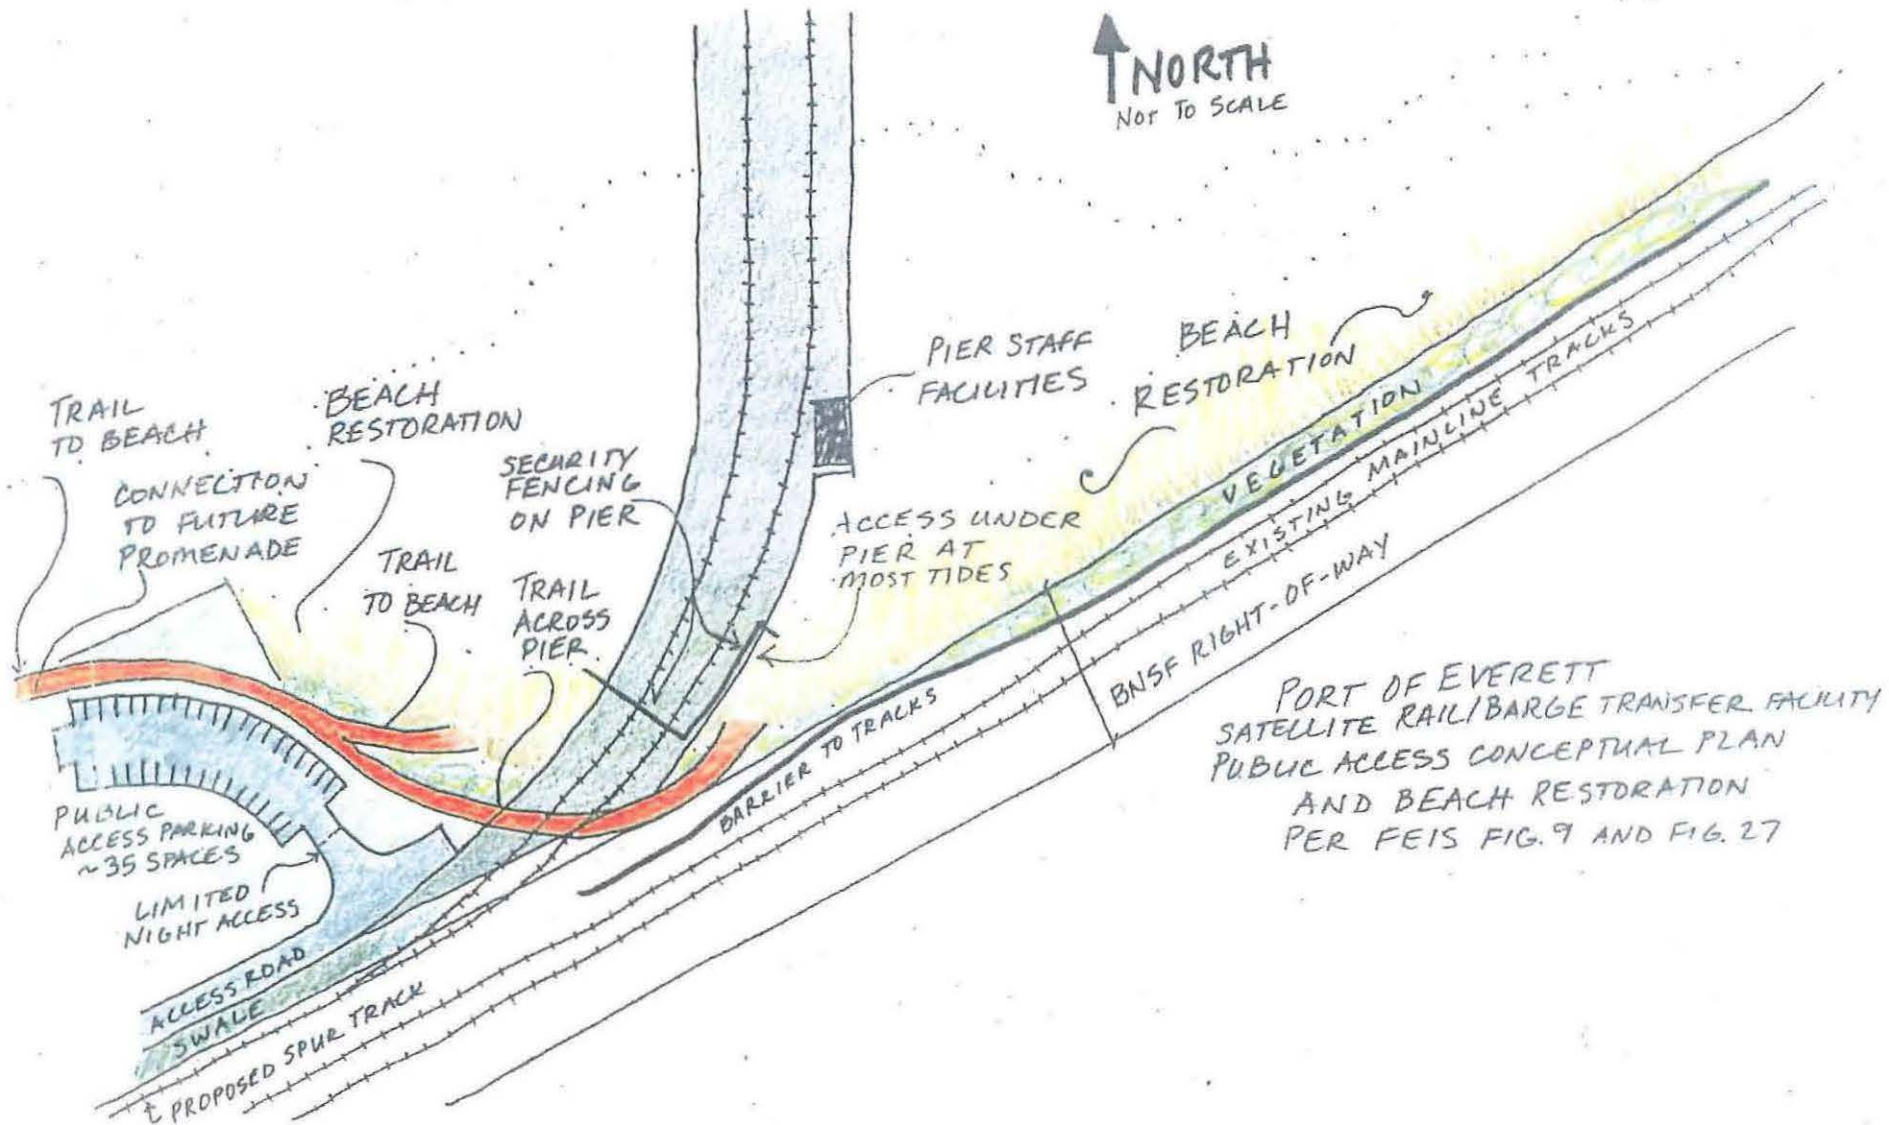 NORTH
NOT TO SCALE
TRAIL
TO BEACH
BEACH
RESTORATION
CONNECTION
TO FUTURE
PROMENADE
TRAIL
TO BEACH
SECURITY
FENCING
ON PIER
TRAIL
ACROSS
PIER
PIER STAFF
FACILITIES
BEACH
RESTORATION
ACCESS UNDER
PIER AT
MOST TIDES
VEGETATION
EXISTING MAINLINE TRACKS
BNSF RIGHT-OF-WAY
BARRIER TO TRACKS
PUBLIC
ACCESS PARKING
~35 SPACES
LIMITED
NIGHT ACCESS
ACCESS ROAD
SWALE
℄ PROPOSED SPUR TRACK
PORT OF EVERETT
SATELLITE RAIL/BARGE TRANSFER FACILITY
PUBLIC ACCESS CONCEPTUAL PLAN
AND BEACH RESTORATION
PER FEIS FIG. 9 AND FIG. 27